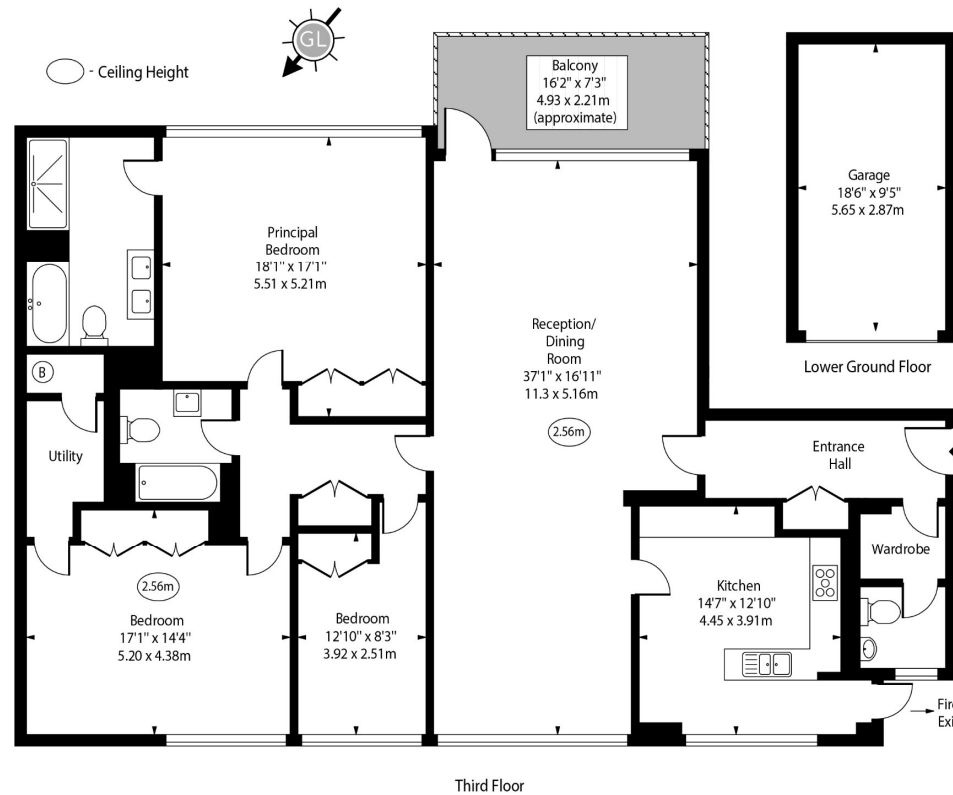 GL
- Ceiling Height
Balcony
16'2" x 7'3"
4.93 x 2.21m
(approximate)
Garage
18'6" x 9'5"
5.65 x 2.87m
Lower Ground Floor
Principal
Bedroom
18'1" x 17'1"
5.51 x 5.21m
Reception/
Dining
Room
37'1" x 16'11"
11.3 x 5.16m
2.56m
B
Utility
Entrance
Hall
Wardrobe
Kitchen
14'7" x 12'10"
4.45 x 3.91m
2.56m
Bedroom
17'1" x 14'4"
5.20 x 4.38m
Bedroom
12'10" x 8'3"
3.92 x 2.51m
Third Floor